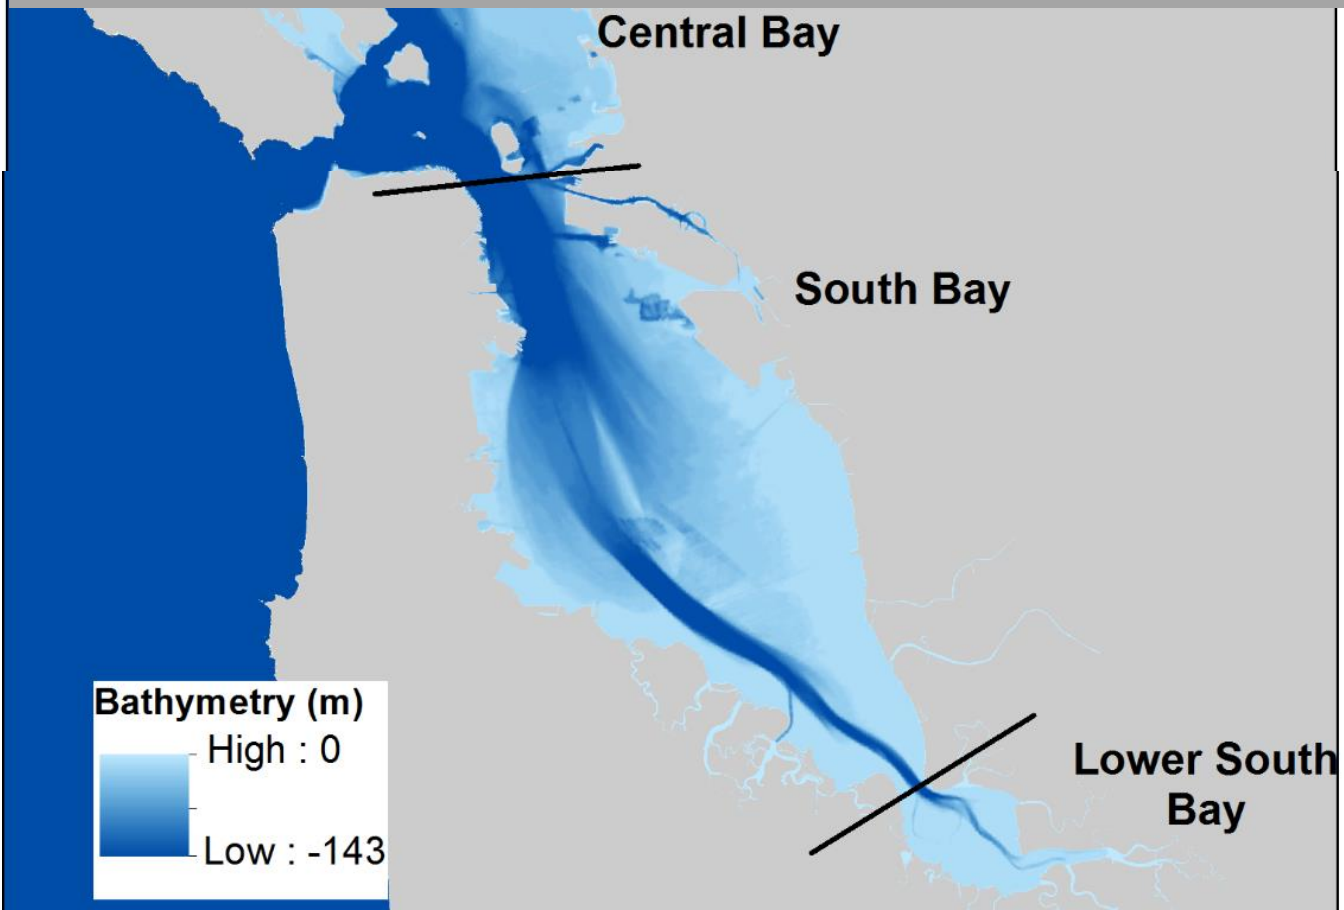 Central Bay
South Bay
Lower South
Bay
Bathymetry (m)
High : 0
Low : -143